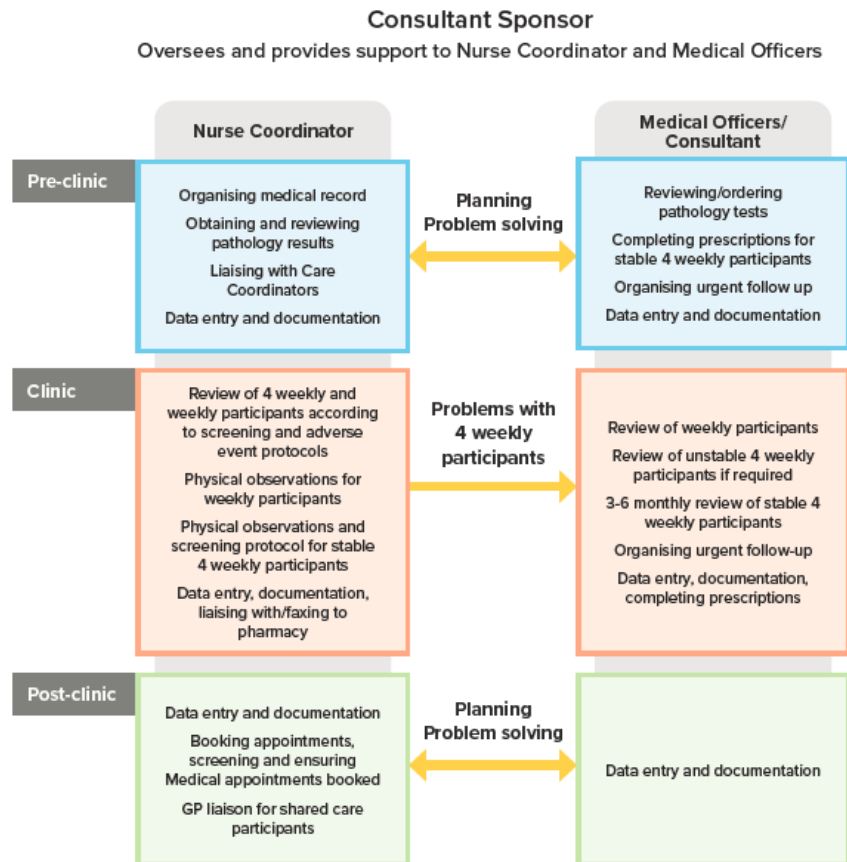 Consultant Sponsor
Oversees and provides support to Nurse Coordinator and Medical Officers
Nurse Coordinator
Medical Officers/
Consultant
Pre-clinic
Organising medical record
Obtaining and reviewing
pathology results
Liaising with Care
Coordinators
Data entry and documentation
Planning
Problem solving
Reviewing/ordering
pathology tests
Completing prescriptions for
stable 4 weekly participants
Organising urgent follow up
Data entry and documentation
Clinic
Review of 4 weekly and
weekly participants according
to screening and adverse
event protocols
Physical observations for
weekly participants
Physical observations and
screening protocol for stable
4 weekly participants
Data entry, documentation,
liaising with/faxing to
pharmacy
Problems with
4 weekly
participants
Review of weekly participants
Review of unstable 4 weekly
participants if required
3-6 monthly review of stable 4
weekly participants
Organising urgent follow-up
Data entry, documentation,
completing prescriptions
Post-clinic
Data entry and documentation
Booking appointments,
screening and ensuring
Medical appointments booked
GP liaison for shared care
participants
Planning
Problem solving
Data entry and documentation